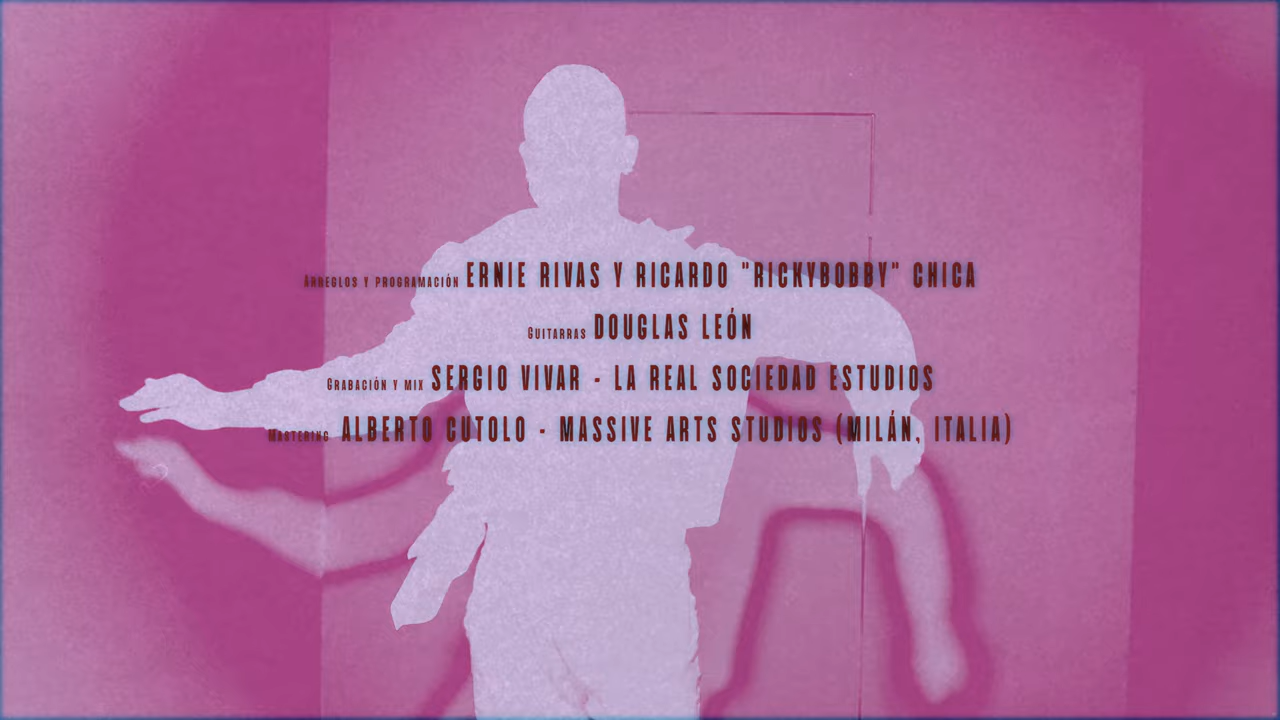 Arreglos y programación ERNIE RIVAS Y RICARDO "RICKYBOBBY" CHICA
Guitarras DOUGLAS LEÓN
Grabación y mix SERGIO VIVAR - LA REAL SOCIEDAD ESTUDIOS
Mastering ALBERTO CUTOLO - MASSIVE ARTS STUDIOS (MILÁN, ITALIA)